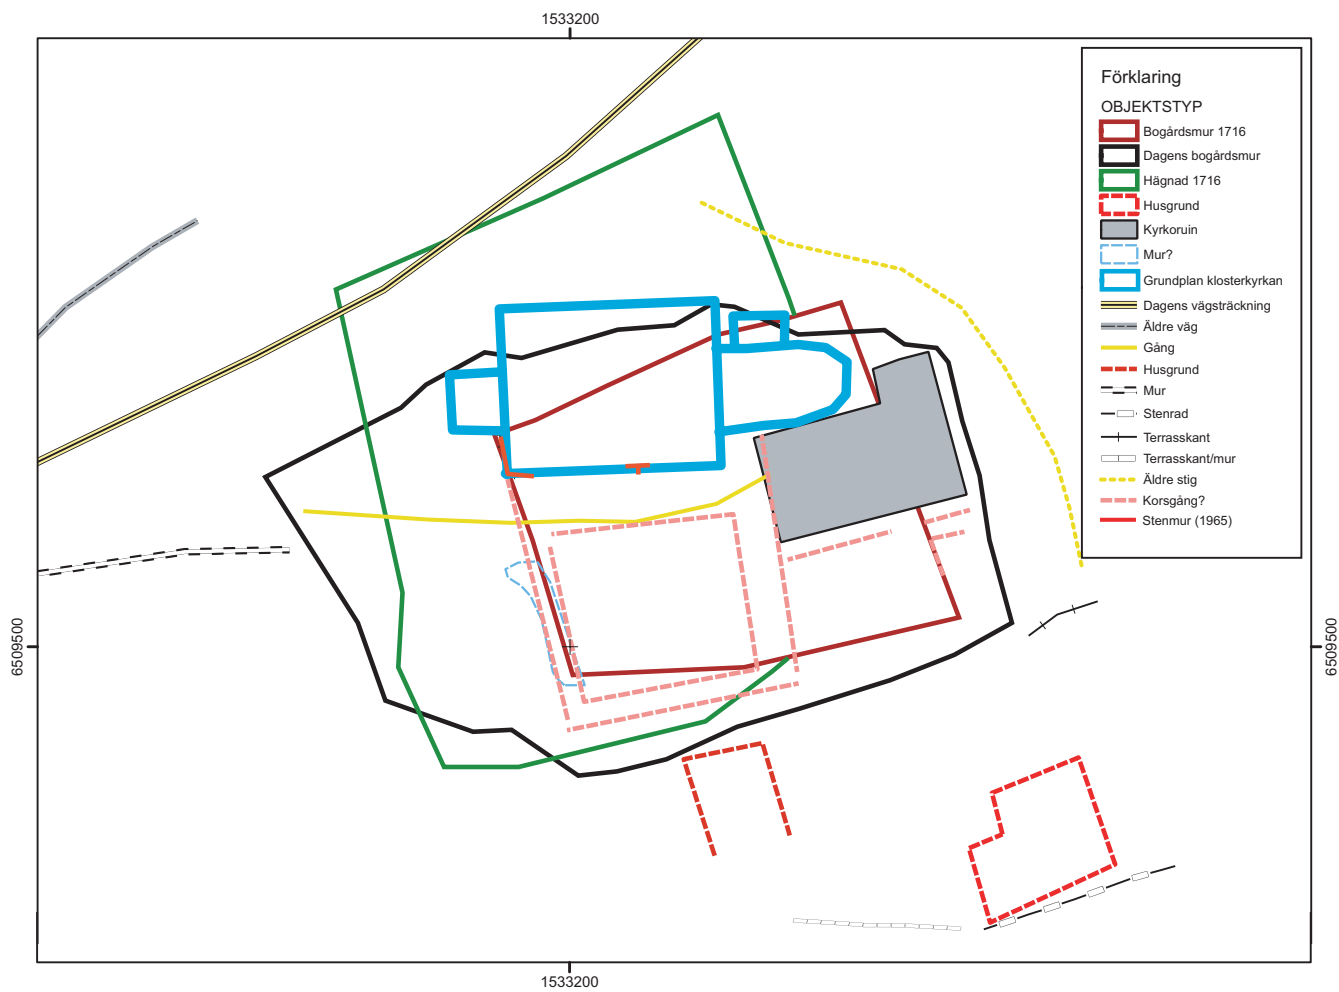 1533200
Förklaring
OBJEKTSTYP
Bogårdsmur 1716
Dagens bogårdsmur
Hägnad 1716
Husgrund
Kyrkoruin
Mur?
Grundplan klosterkyrkan
Dagens vägsträckning
Äldre väg
Gång
Husgrund
Mur
Stenrad
Terrasskant
Terrasskant/mur
Äldre stig
Korsgång?
Stenmur (1965)
6509500
6509500
1533200